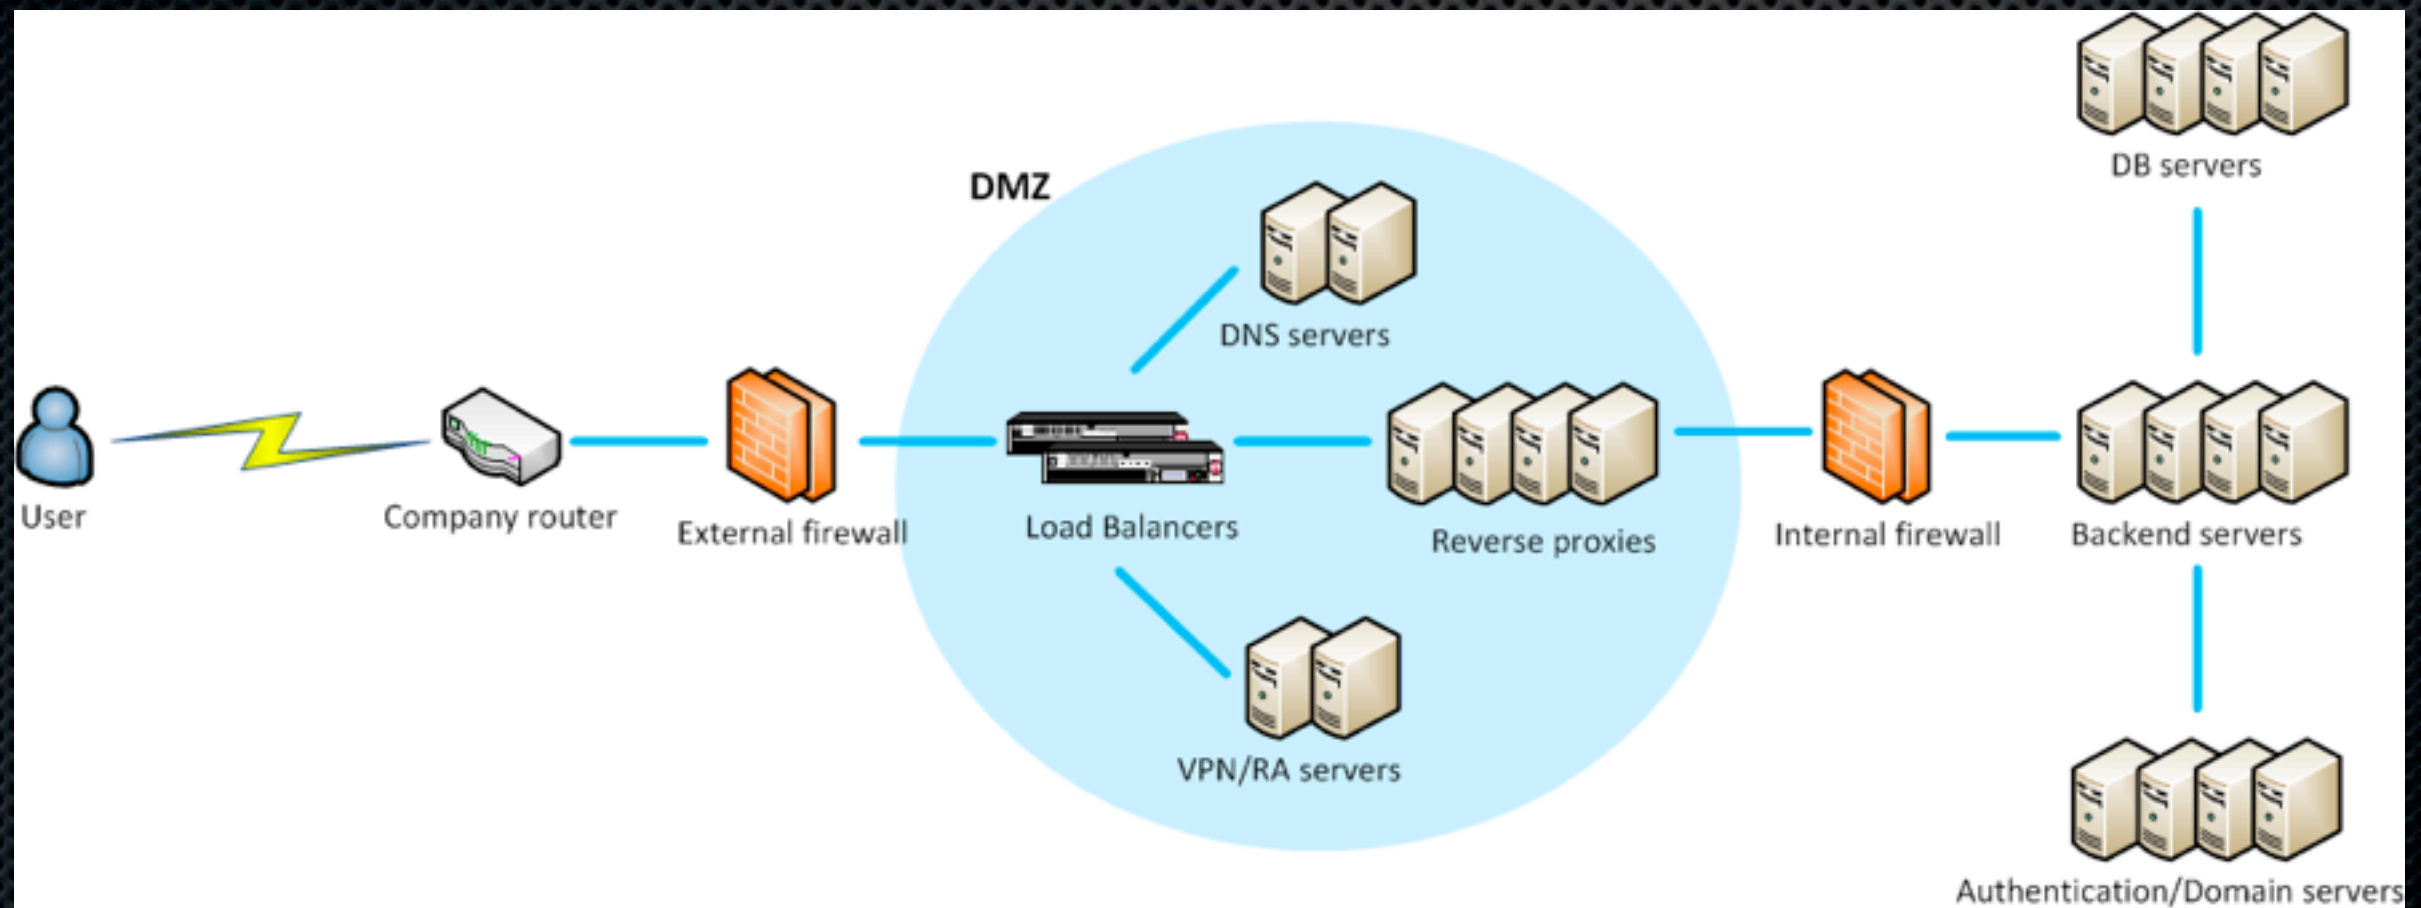 DB servers
DMZ
DNS servers
User
Company router
External firewall
Load Balancers
Reverse proxies
Internal firewall
Backend servers
VPN/RA servers
Authentication/Domain servers